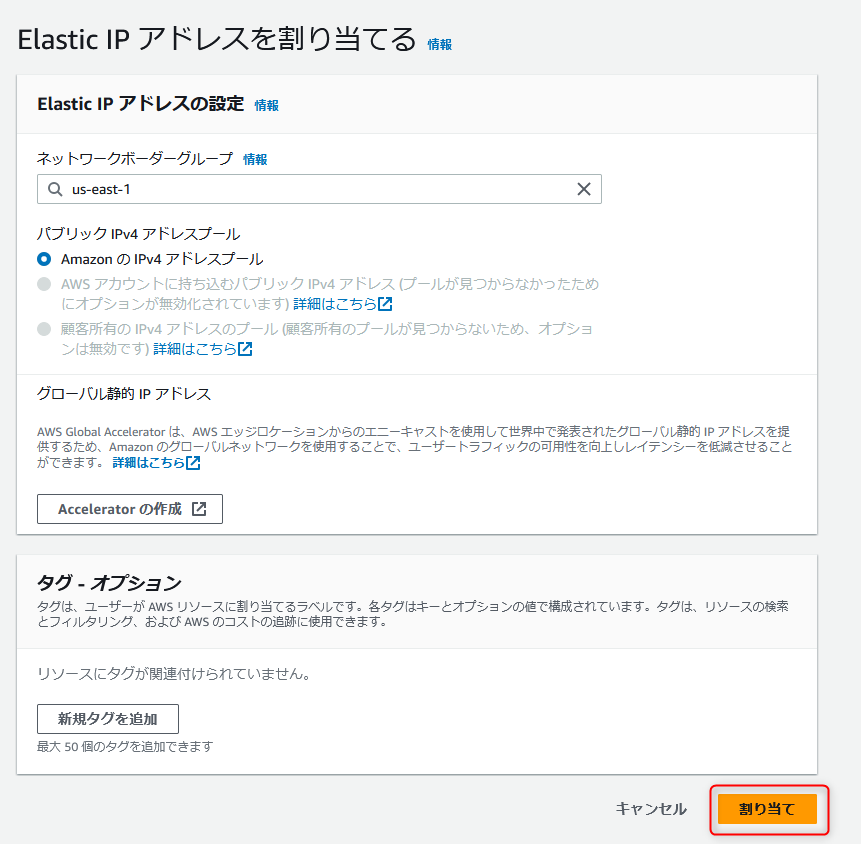 Elastic IP アドレスを割り当てる 情報
Elastic IP アドレスの設定 情報
ネットワークボーダーグループ 情報
us-east-1
パブリック IPv4 アドレスプール
Amazon の IPv4 アドレスプール
AWS アカウントに持ち込むパブリック IPv4 アドレス (プールが見つからなかったため
にオプションが無効化されています) 詳細はこちら
顧客所有の IPv4 アドレスのプール (顧客所有のプールが見つからないため、オプショ
ンは無効です) 詳細はこちら
グローバル静的 IP アドレス
AWS Global Accelerator は、AWS エッジロケーションからのエニーキャストを使用して世界中で発表されたグローバル静的 IP アドレスを提
供するため、Amazon のグローバルネットワークを使用することで、ユーザートラフィックの可用性を向上しレイテンシーを低減させること
ができます。 詳細はこちら
Accelerator の作成
タグ - オプション
タグは、ユーザーが AWS リソースに割り当てるラベルです。各タグはキーとオプションの値で構成されています。タグは、リソースの検索
とフィルタリング、および AWS のコストの追跡に使用できます。
リソースにタグが関連付けられていません。
新規タグを追加
最大 50 個のタグを追加できます
キャンセル 割り当て